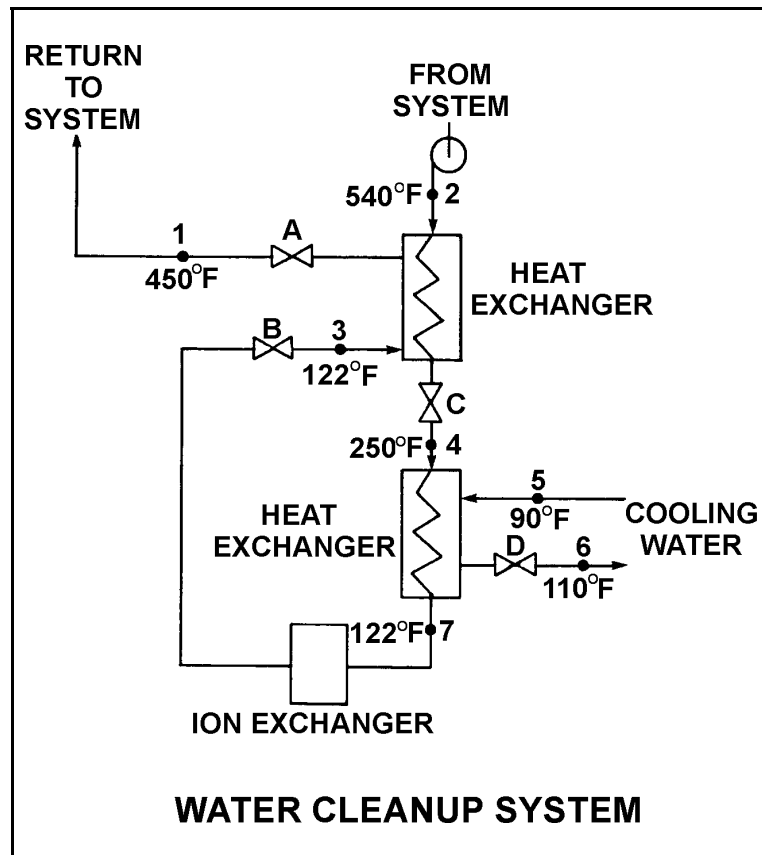 RETURN
TO
SYSTEM
FROM
SYSTEM
540°F 2
1
A
450°F
HEAT
EXCHANGER
B
3
122°F
C
250°F 4
HEAT
EXCHANGER
5
90°F
COOLING
WATER
D
6
110°F
122°F 7
ION EXCHANGER
WATER CLEANUP SYSTEM